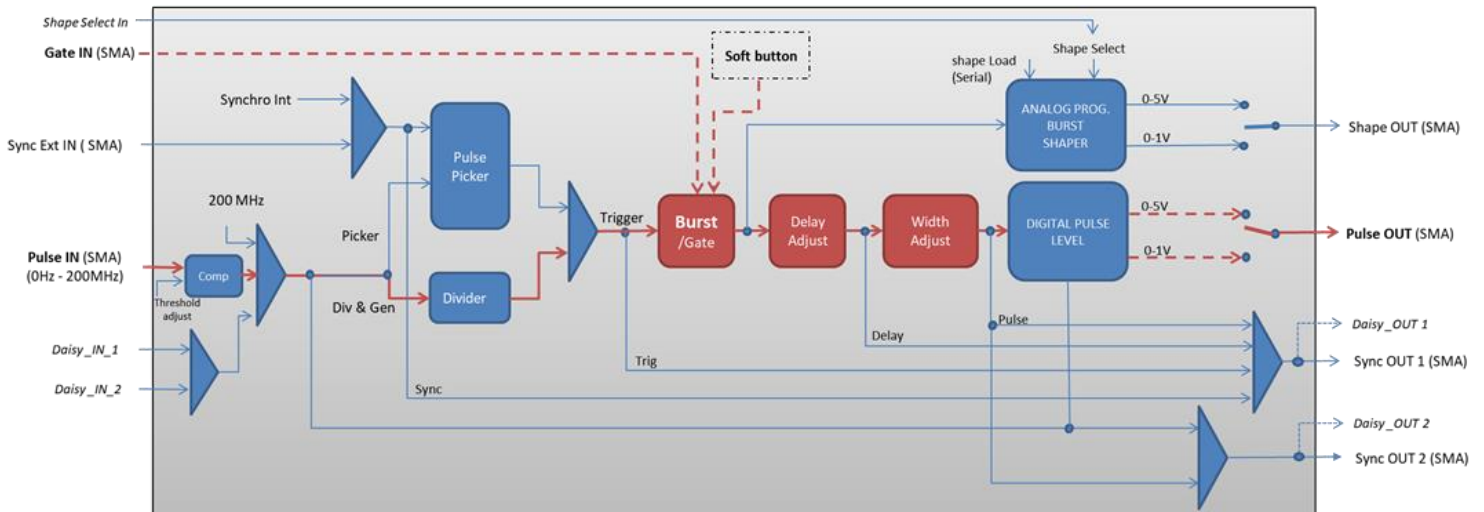 Shape Select In
Gate IN (SMA)
Soft button
Shape Select
shape Load
(Serial)
Synchro Int
ANALOG PROG.
BURST
SHAPER
0-5V
0-1V
Shape OUT (SMA)
Sync Ext IN ( SMA)
Pulse
Picker
200 MHz
Picker
Trigger
Burst
/Gate
Delay
Adjust
Width
Adjust
DIGITAL PULSE
LEVEL
0-5V
0-1V
Pulse OUT (SMA)
Pulse IN (SMA)
(0Hz - 200MHz)
Comp
Threshold
adjust
Div & Gen
Divider
Daisy_IN_1
Daisy_IN_2
Pulse
Delay
Trig
Sync
Daisy_OUT 1
Sync OUT 1 (SMA)
Daisy_OUT 2
Sync OUT 2 (SMA)